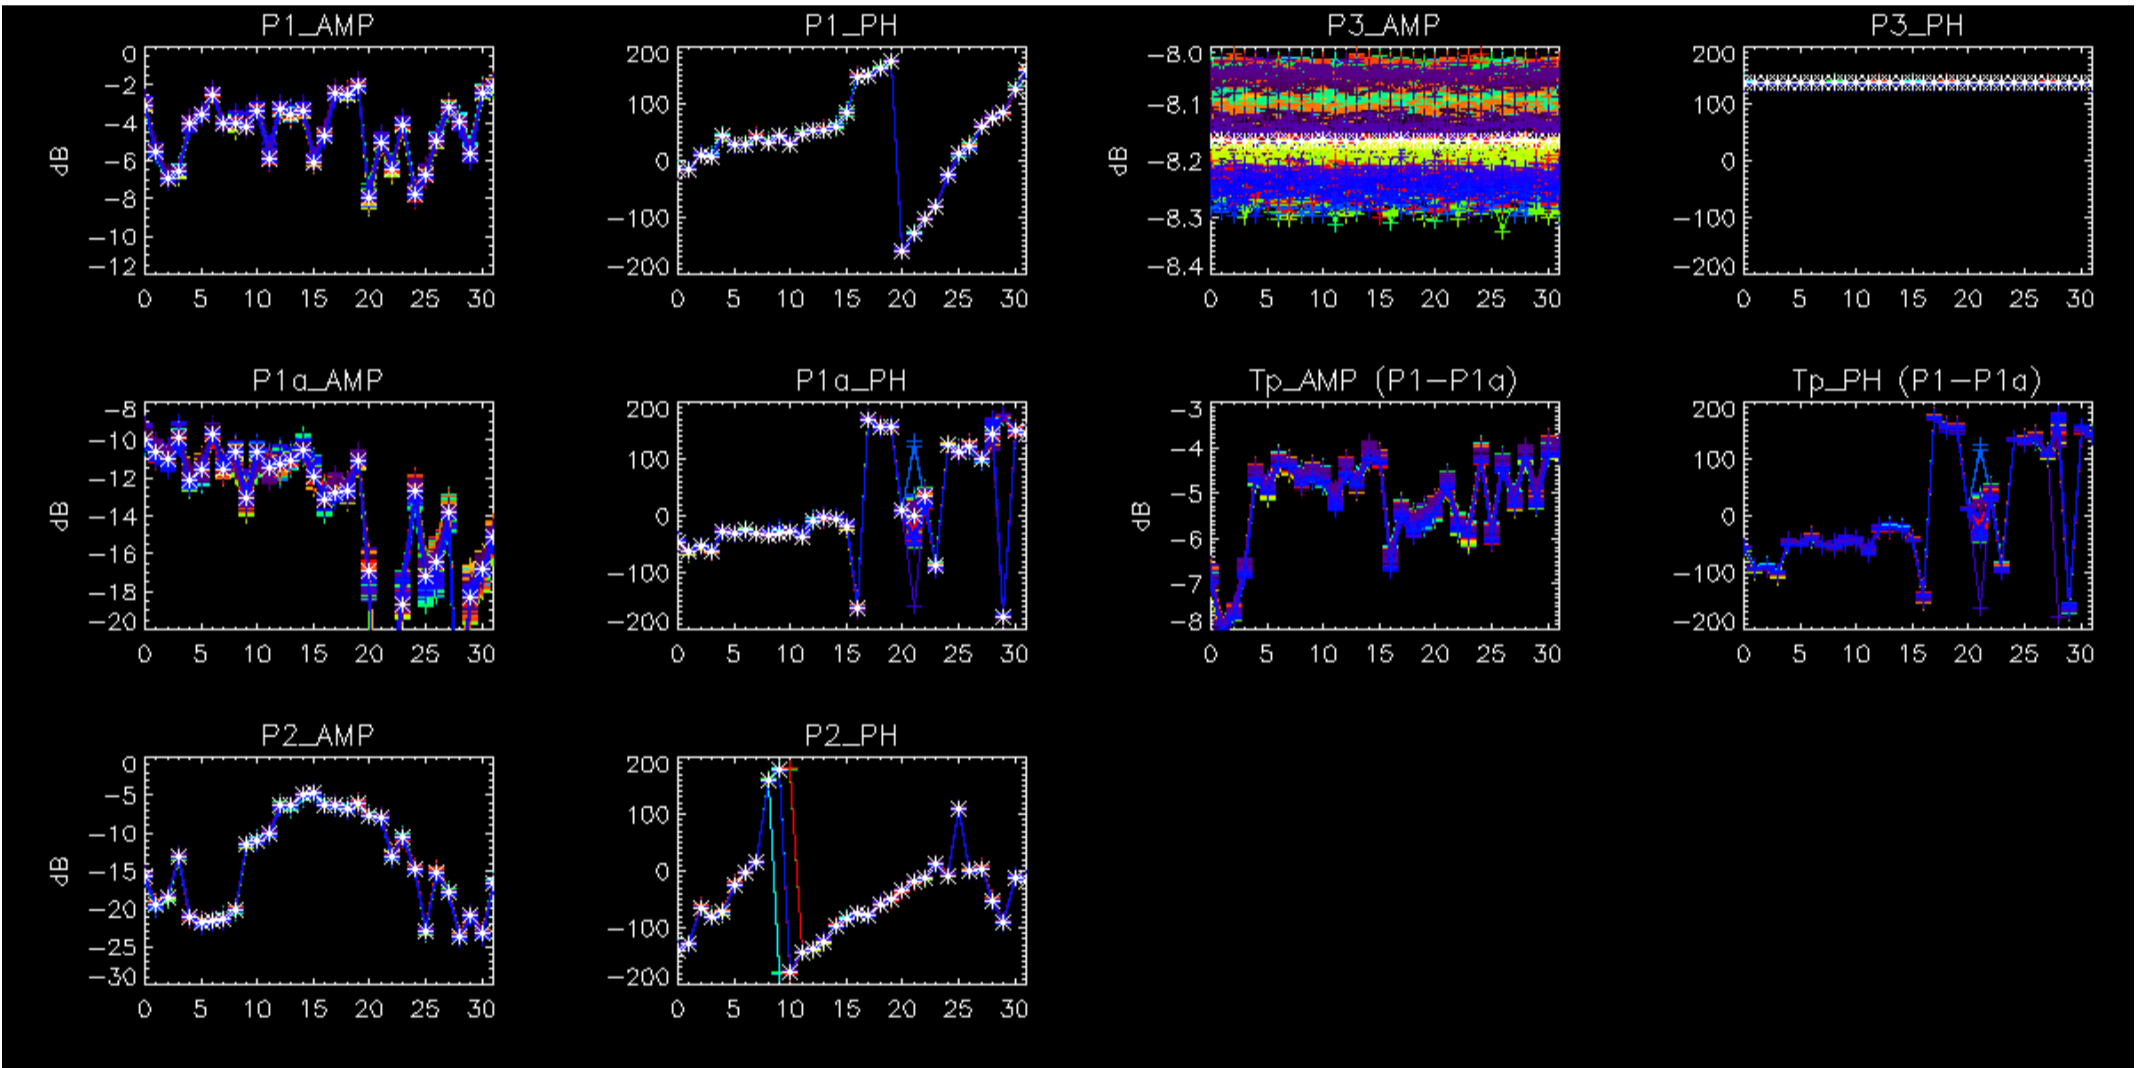 P1_AMP P1_PH P3_AMP P3_PH
0 −2 −4 −6 −8 −10 −12
dB
0 5 10 15 20 25 30
200 100 0 −100 −200
0 5 10 15 20 25 30
−8.0 −8.1 −8.2 −8.3 −8.4
dB
0 5 10 15 20 25 30
200 100 0 −100 −200
0 5 10 15 20 25 30
P1a_AMP P1a_PH Tp_AMP (P1−P1a) Tp_PH (P1−P1a)
−8 −10 −12 −14 −16 −18 −20
dB
0 5 10 15 20 25 30
200 100 0 −100 −200
0 5 10 15 20 25 30
−3 −4 −5 −6 −7 −8
dB
0 5 10 15 20 25 30
200 100 0 −100 −200
0 5 10 15 20 25 30
P2_AMP P2_PH
0 −5 −10 −15 −20 −25 −30
dB
0 5 10 15 20 25 30
200 100 0 −100 −200
0 5 10 15 20 25 30